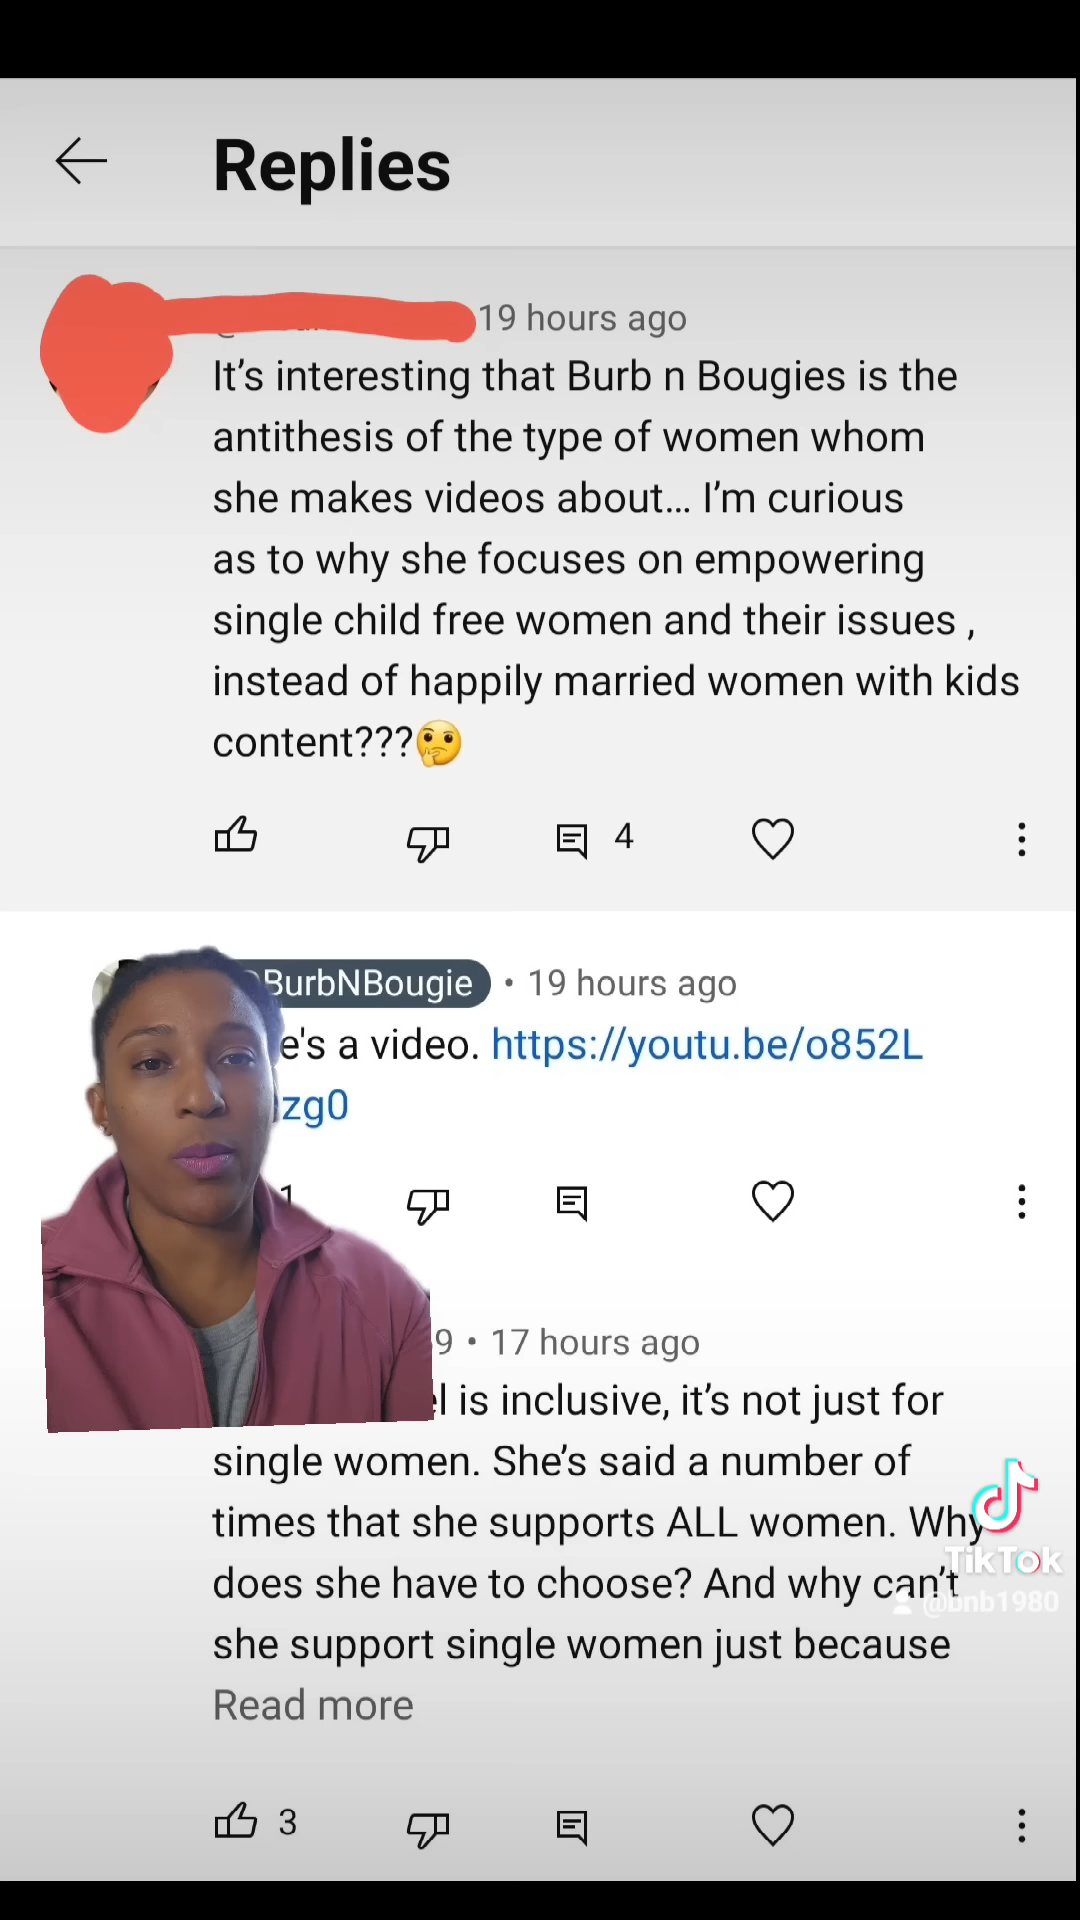 Replies
19 hours ago
It's interesting that Burb n Bougies is the
antithesis of the type of women whom
she makes videos about... I'm curious
as to why she focuses on empowering
single child free women and their issues ,
instead of happily married women with kids
content???🤔
4
@BurbNBougie • 19 hours ago
e's a video. https://youtu.be/o852L
zg0
1
9 • 17 hours ago
l is inclusive, it's not just for
single women. She's said a number of
times that she supports ALL women. Why
does she have to choose? And why can't
she support single women just because
Read more
3
TikTok
@bnb1980